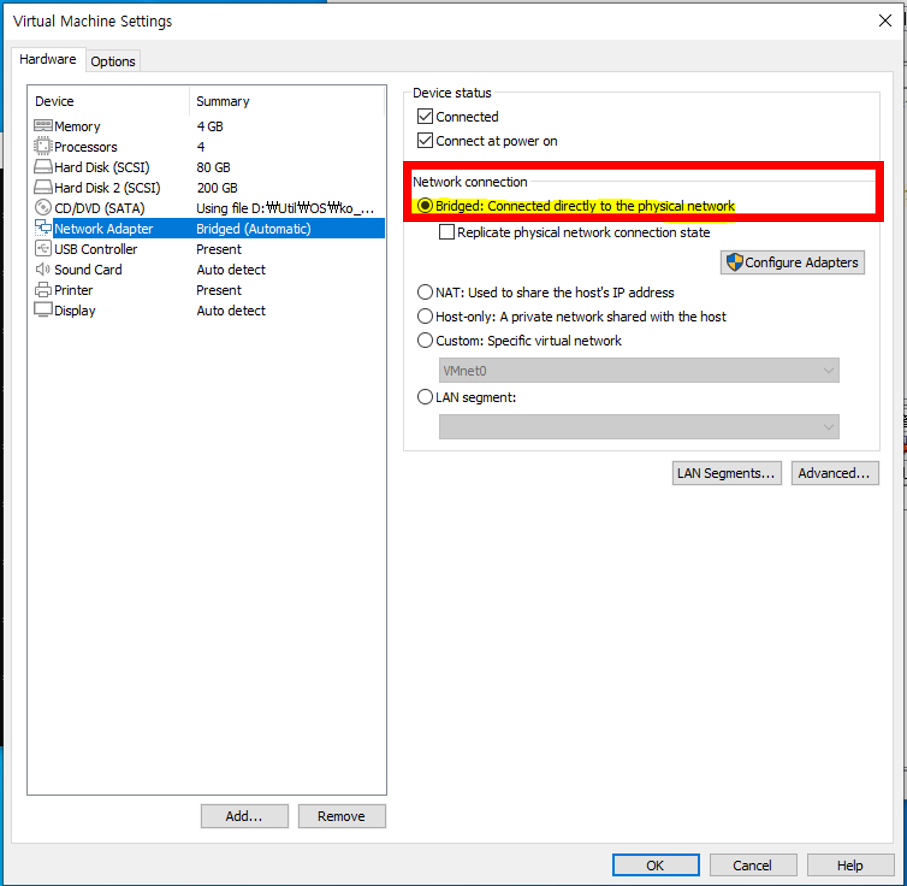 Virtual Machine Settings
Hardware
Options
Device Summary
Memory 4 GB
Processors 4
Hard Disk (SCSI) 80 GB
Hard Disk 2 (SCSI) 200 GB
CD/DVD (SATA) Using file D:₩Util₩OS₩ko_...
Network Adapter Bridged (Automatic)
USB Controller Present
Sound Card Auto detect
Printer Present
Display Auto detect
Add...
Remove
Device status
Connected
Connect at power on
Network connection
Bridged: Connected directly to the physical network
Replicate physical network connection state
Configure Adapters
NAT: Used to share the host's IP address
Host-only: A private network shared with the host
Custom: Specific virtual network
VMnet0
LAN segment:
LAN Segments...
Advanced...
OK
Cancel
Help